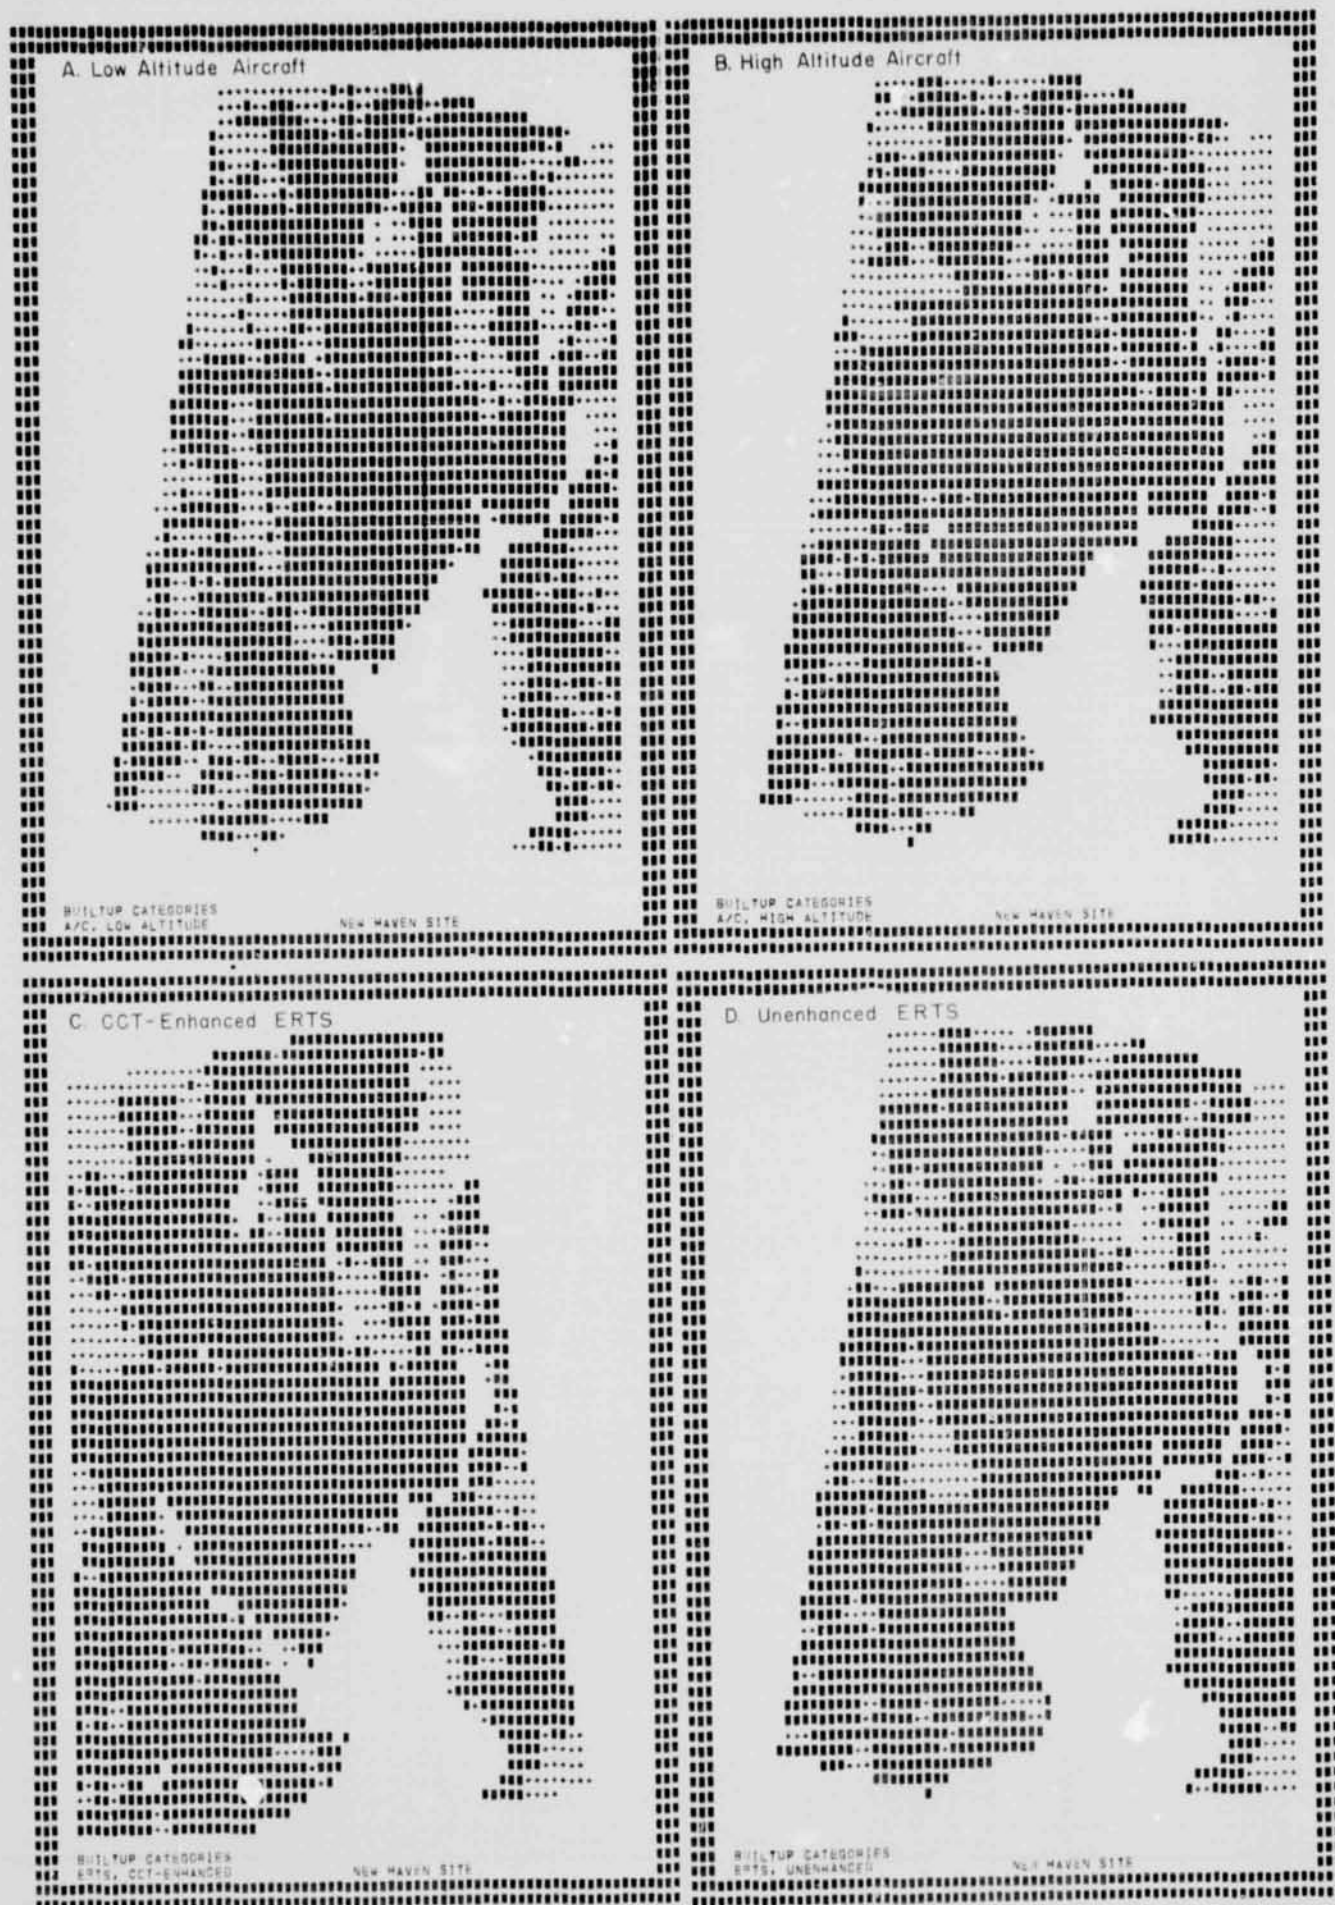 A. Low Altitude Aircraft
BUILTUP CATEGORIES
A/C, LOW ALTITUDE NEW HAVEN SITE
B. High Altitude Aircraft
BUILTUP CATEGORIES
A/C, HIGH ALTITUDE NEW HAVEN SITE
C. CCT-Enhanced ERTS
BUILTUP CATEGORIES
ERTS, CCT-ENHANCED NEW HAVEN SITE
D. Unenhanced ERTS
BUILTUP CATEGORIES
ERTS, UNENHANCED NEW HAVEN SITE